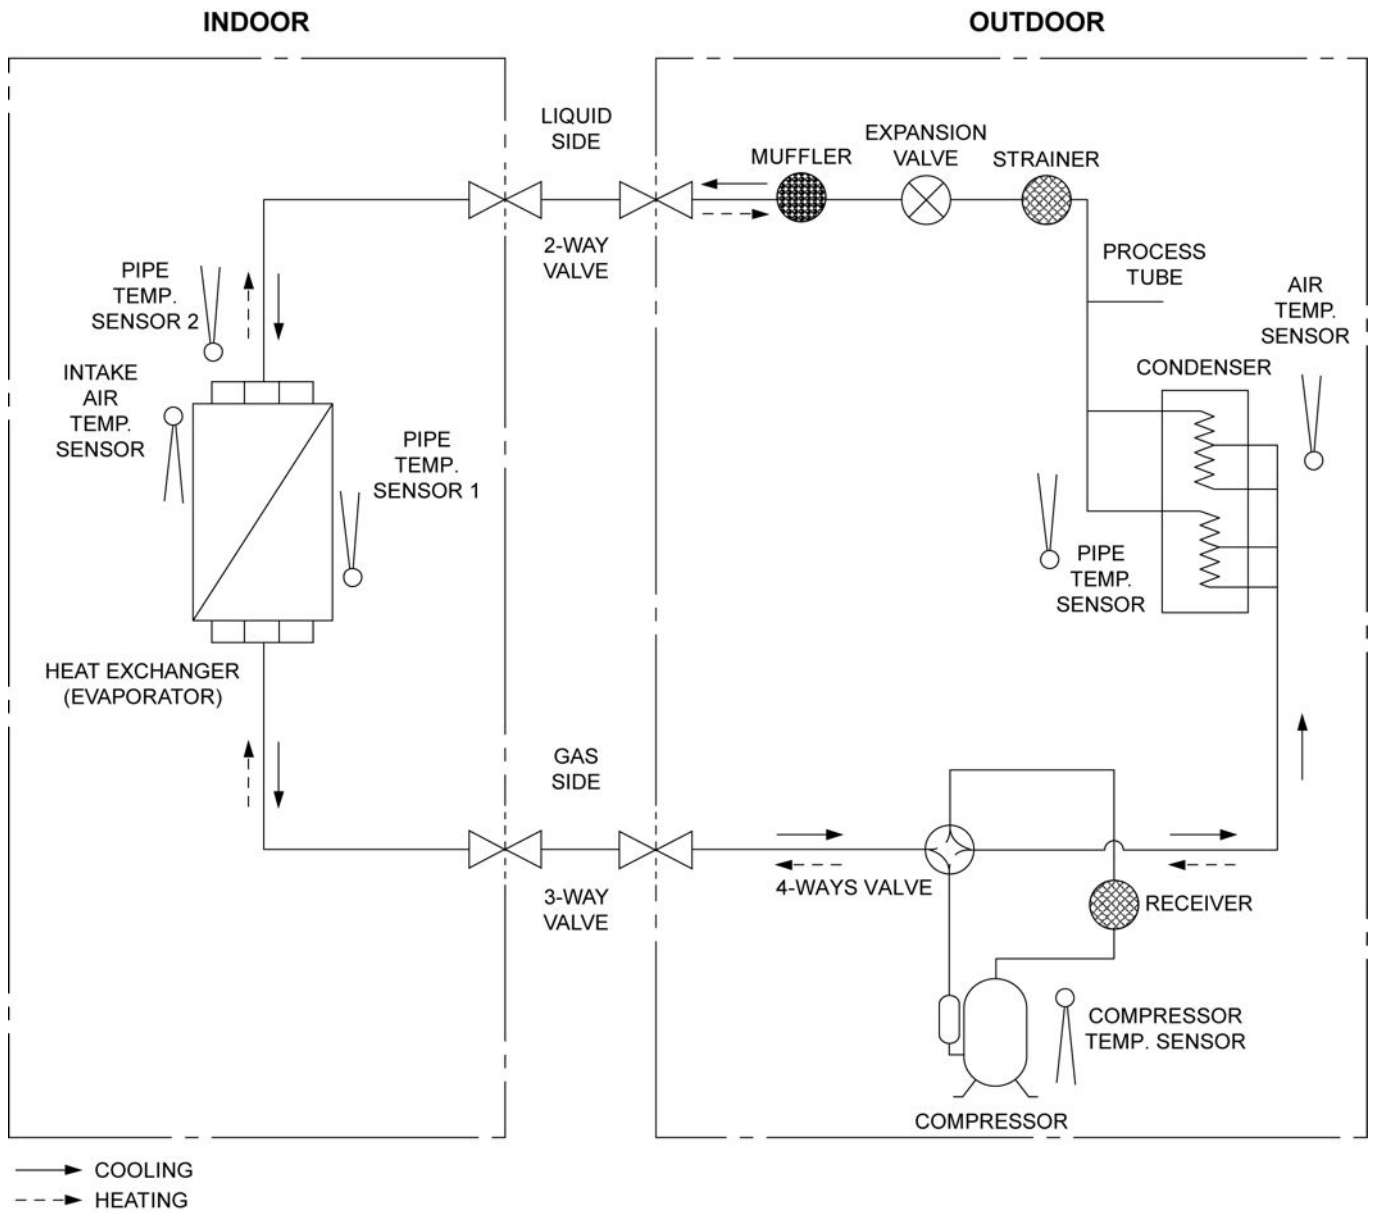 INDOOR
OUTDOOR
LIQUID
SIDE
2-WAY
VALVE
MUFFLER
EXPANSION
VALVE
STRAINER
PROCESS
TUBE
AIR
TEMP.
SENSOR
CONDENSER
PIPE
TEMP.
SENSOR 2
INTAKE
AIR
TEMP.
SENSOR
PIPE
TEMP.
SENSOR 1
PIPE
TEMP.
SENSOR
HEAT EXCHANGER
(EVAPORATOR)
GAS
SIDE
3-WAY
VALVE
4-WAYS VALVE
RECEIVER
COMPRESSOR
TEMP. SENSOR
COMPRESSOR
COOLING
HEATING